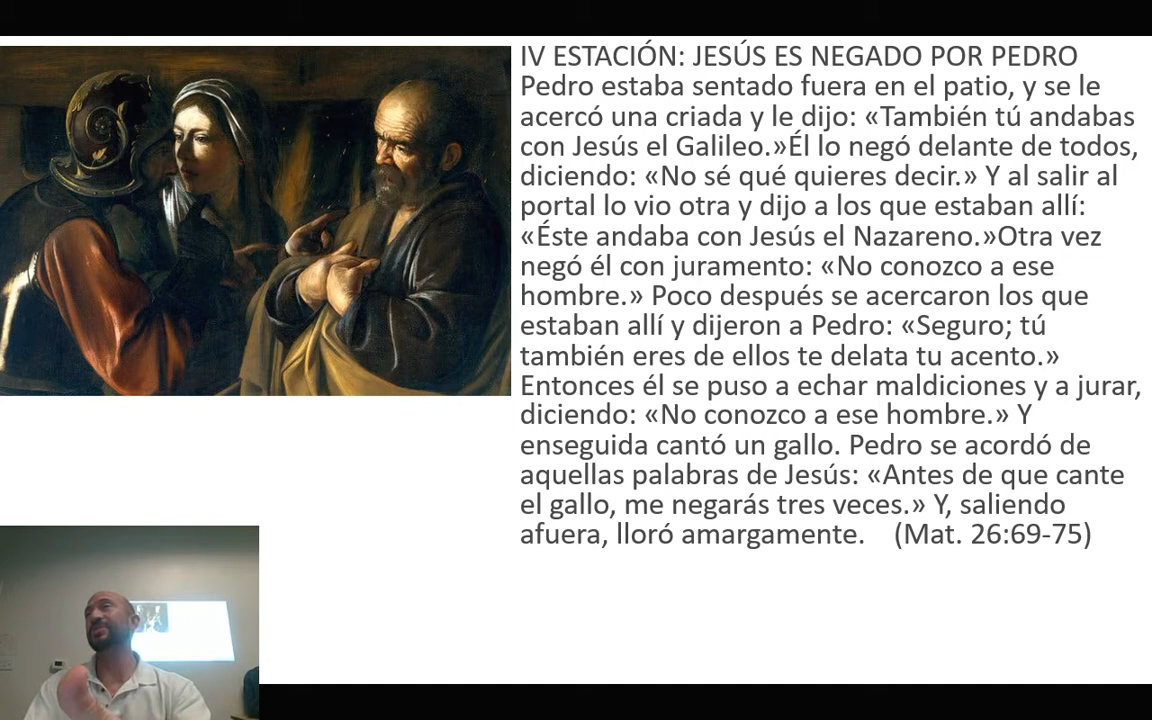 IV ESTACIÓN: JESÚS ES NEGADO POR PEDRO
Pedro estaba sentado fuera en el patio, y se le
acercó una criada y le dijo: «También tú andabas
con Jesús el Galileo.»Él lo negó delante de todos,
diciendo: «No sé qué quieres decir.» Y al salir al
portal lo vio otra y dijo a los que estaban allí:
«Éste andaba con Jesús el Nazareno.»Otra vez
negó él con juramento: «No conozco a ese
hombre.» Poco después se acercaron los que
estaban allí y dijeron a Pedro: «Seguro; tú
también eres de ellos te delata tu acento.»
Entonces él se puso a echar maldiciones y a jurar,
diciendo: «No conozco a ese hombre.» Y
enseguida cantó un gallo. Pedro se acordó de
aquellas palabras de Jesús: «Antes de que cante
el gallo, me negarás tres veces.» Y, saliendo
afuera, lloró amargamente. (Mat. 26:69-75)